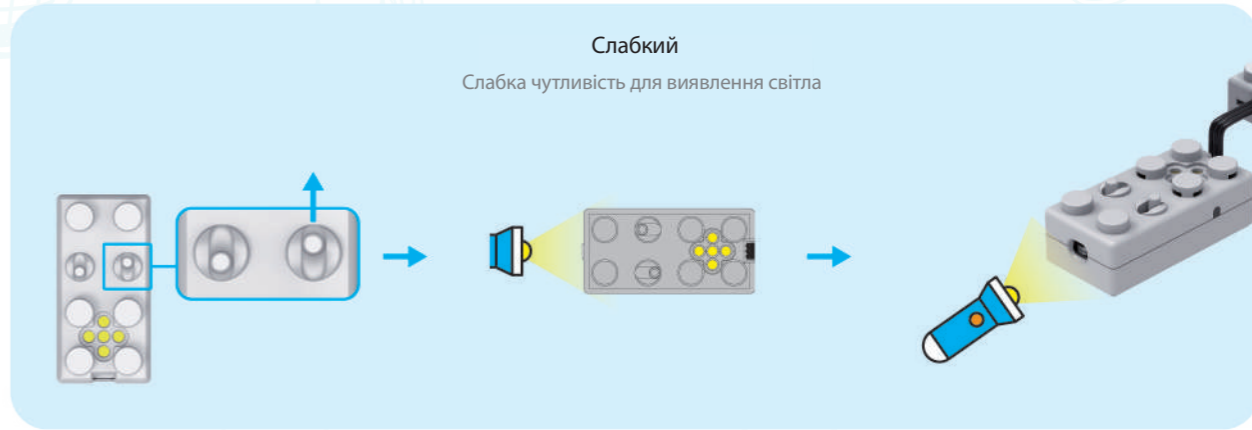 Слабкий
Слабка чутливість для виявлення світла